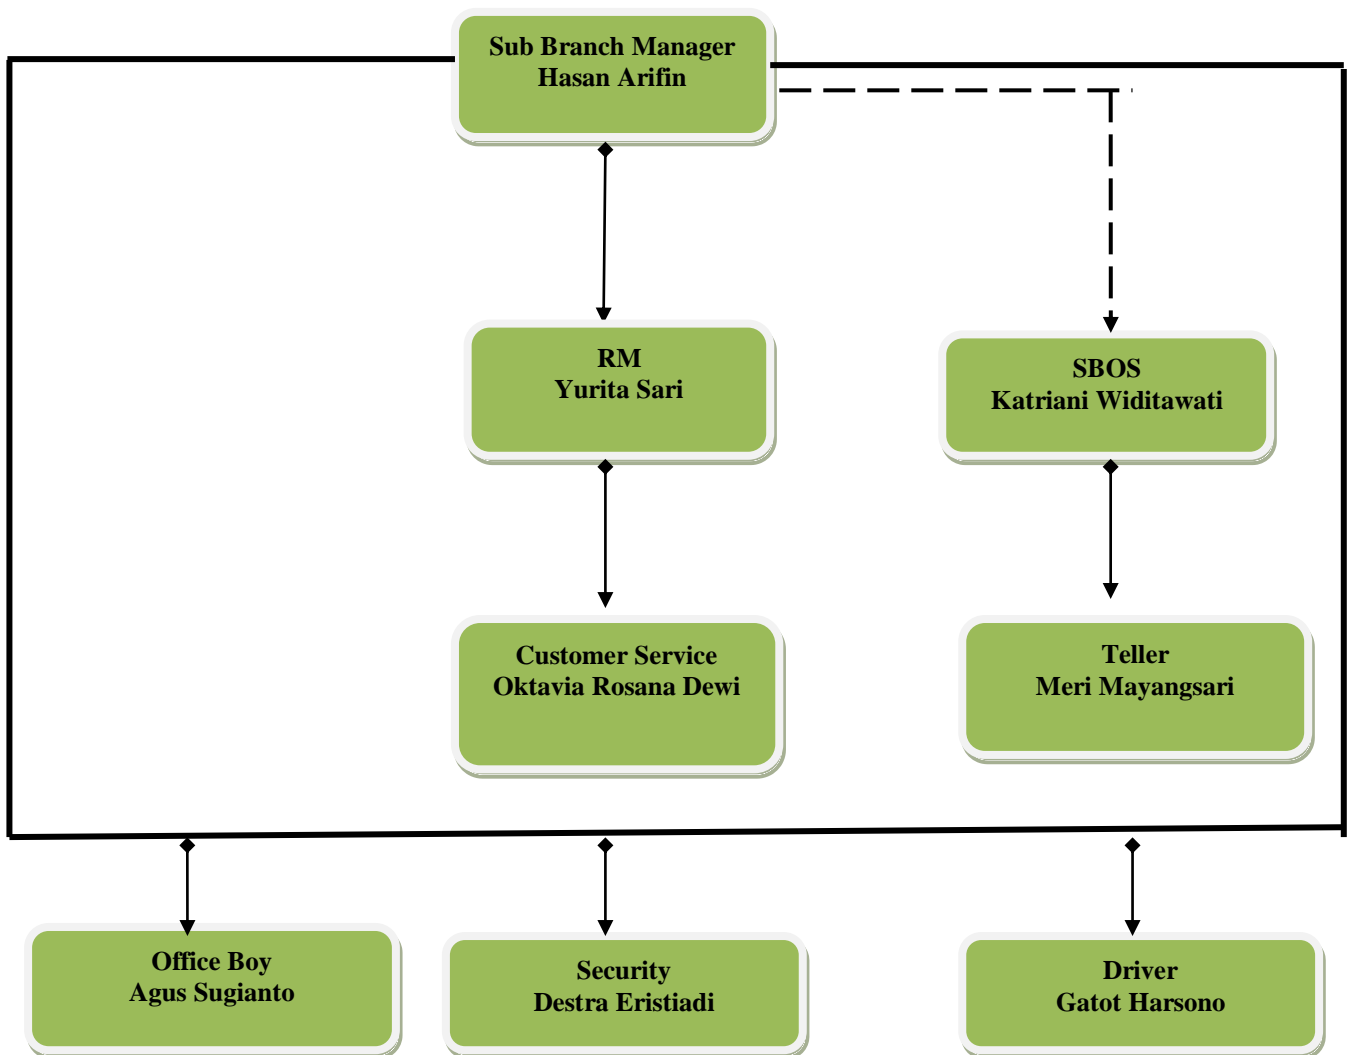 Sub Branch Manager
Hasan Arifin
RM
Yurita Sari
SBOS
Katriani Widitawati
Customer Service
Oktavia Rosana Dewi
Teller
Meri Mayangsari
Office Boy
Agus Sugianto
Security
Destra Eristiadi
Driver
Gatot Harsono